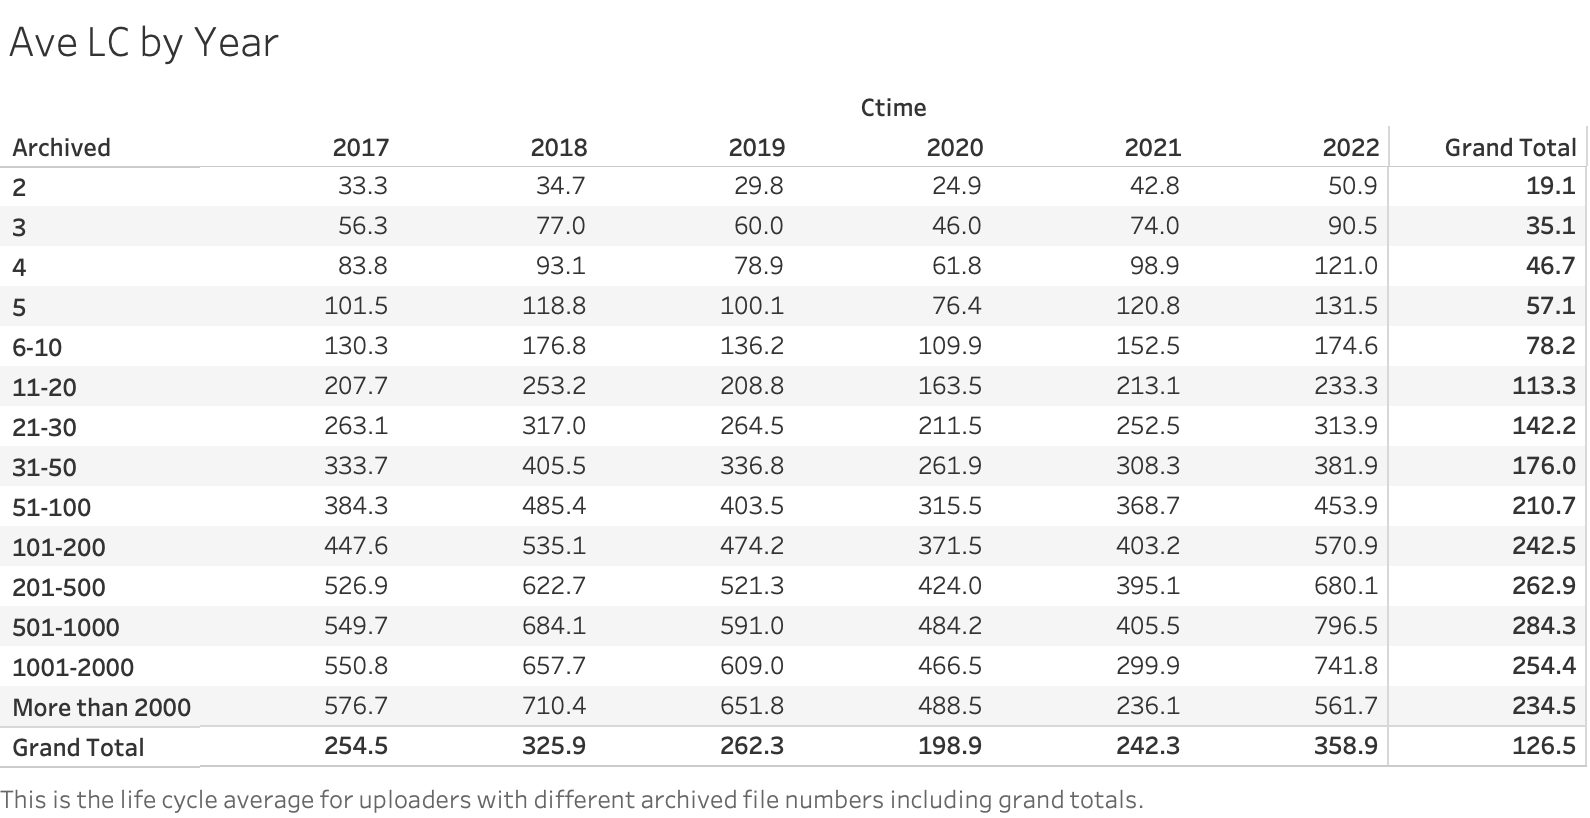 Ave LC by Year
Ctime
Archived 2017 2018 2019 2020 2021 2022 Grand Total
2 33.3 34.7 29.8 24.9 42.8 50.9 19.1
3 56.3 77.0 60.0 46.0 74.0 90.5 35.1
4 83.8 93.1 78.9 61.8 98.9 121.0 46.7
5 101.5 118.8 100.1 76.4 120.8 131.5 57.1
6-10 130.3 176.8 136.2 109.9 152.5 174.6 78.2
11-20 207.7 253.2 208.8 163.5 213.1 233.3 113.3
21-30 263.1 317.0 264.5 211.5 252.5 313.9 142.2
31-50 333.7 405.5 336.8 261.9 308.3 381.9 176.0
51-100 384.3 485.4 403.5 315.5 368.7 453.9 210.7
101-200 447.6 535.1 474.2 371.5 403.2 570.9 242.5
201-500 526.9 622.7 521.3 424.0 395.1 680.1 262.9
501-1000 549.7 684.1 591.0 484.2 405.5 796.5 284.3
1001-2000 550.8 657.7 609.0 466.5 299.9 741.8 254.4
More than 2000 576.7 710.4 651.8 488.5 236.1 561.7 234.5
Grand Total 254.5 325.9 262.3 198.9 242.3 358.9 126.5
This is the life cycle average for uploaders with different archived file numbers including grand totals.